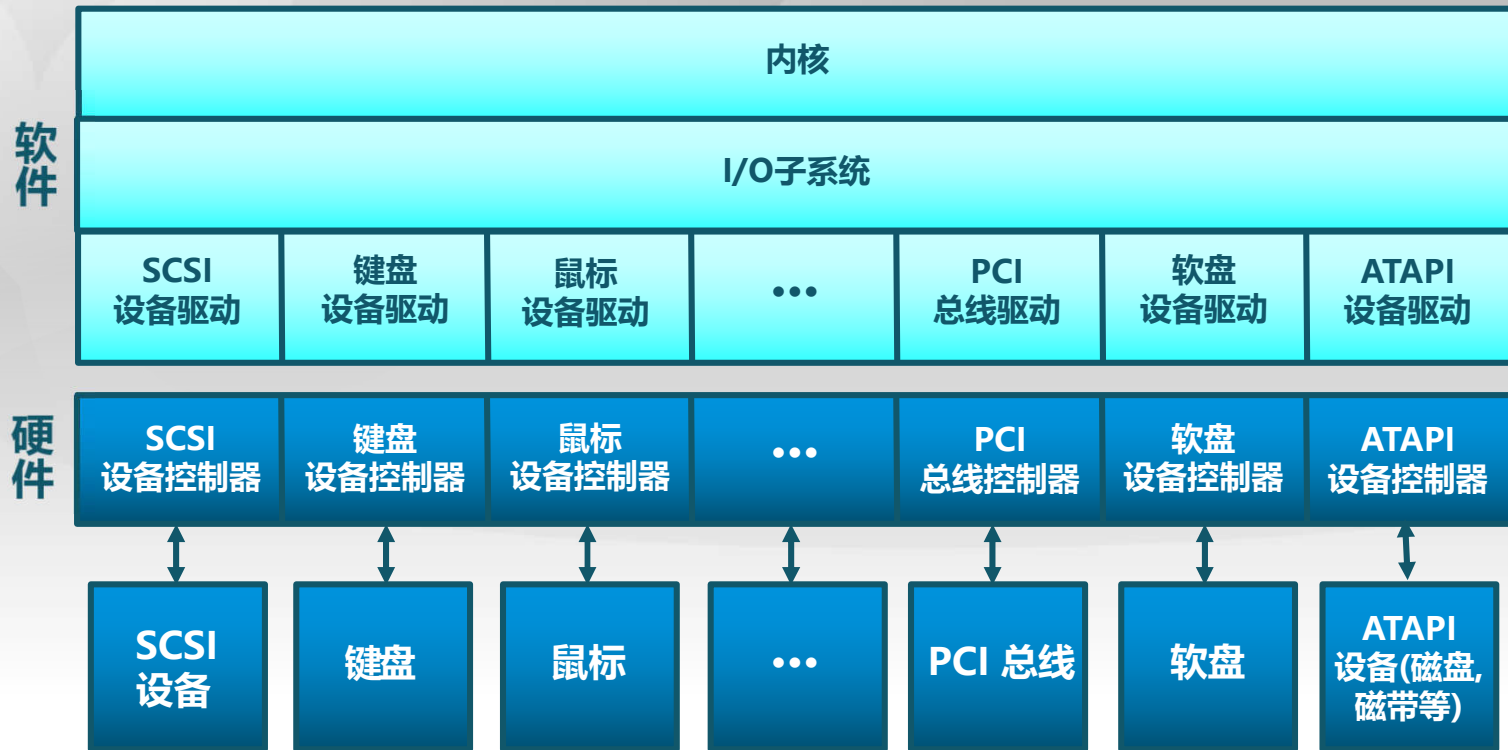 内核
软件
I/O子系统
SCSI
设备驱动
键盘
设备驱动
鼠标
设备驱动
•••
PCI
总线驱动
软盘
设备驱动
ATAPI
设备驱动
硬件
SCSI
设备控制器
键盘
设备控制器
鼠标
设备控制器
•••
PCI
总线控制器
软盘
设备控制器
ATAPI
设备控制器
SCSI
设备
键盘
鼠标
•••
PCI 总线
软盘
ATAPI
设备(磁盘,
磁带等)